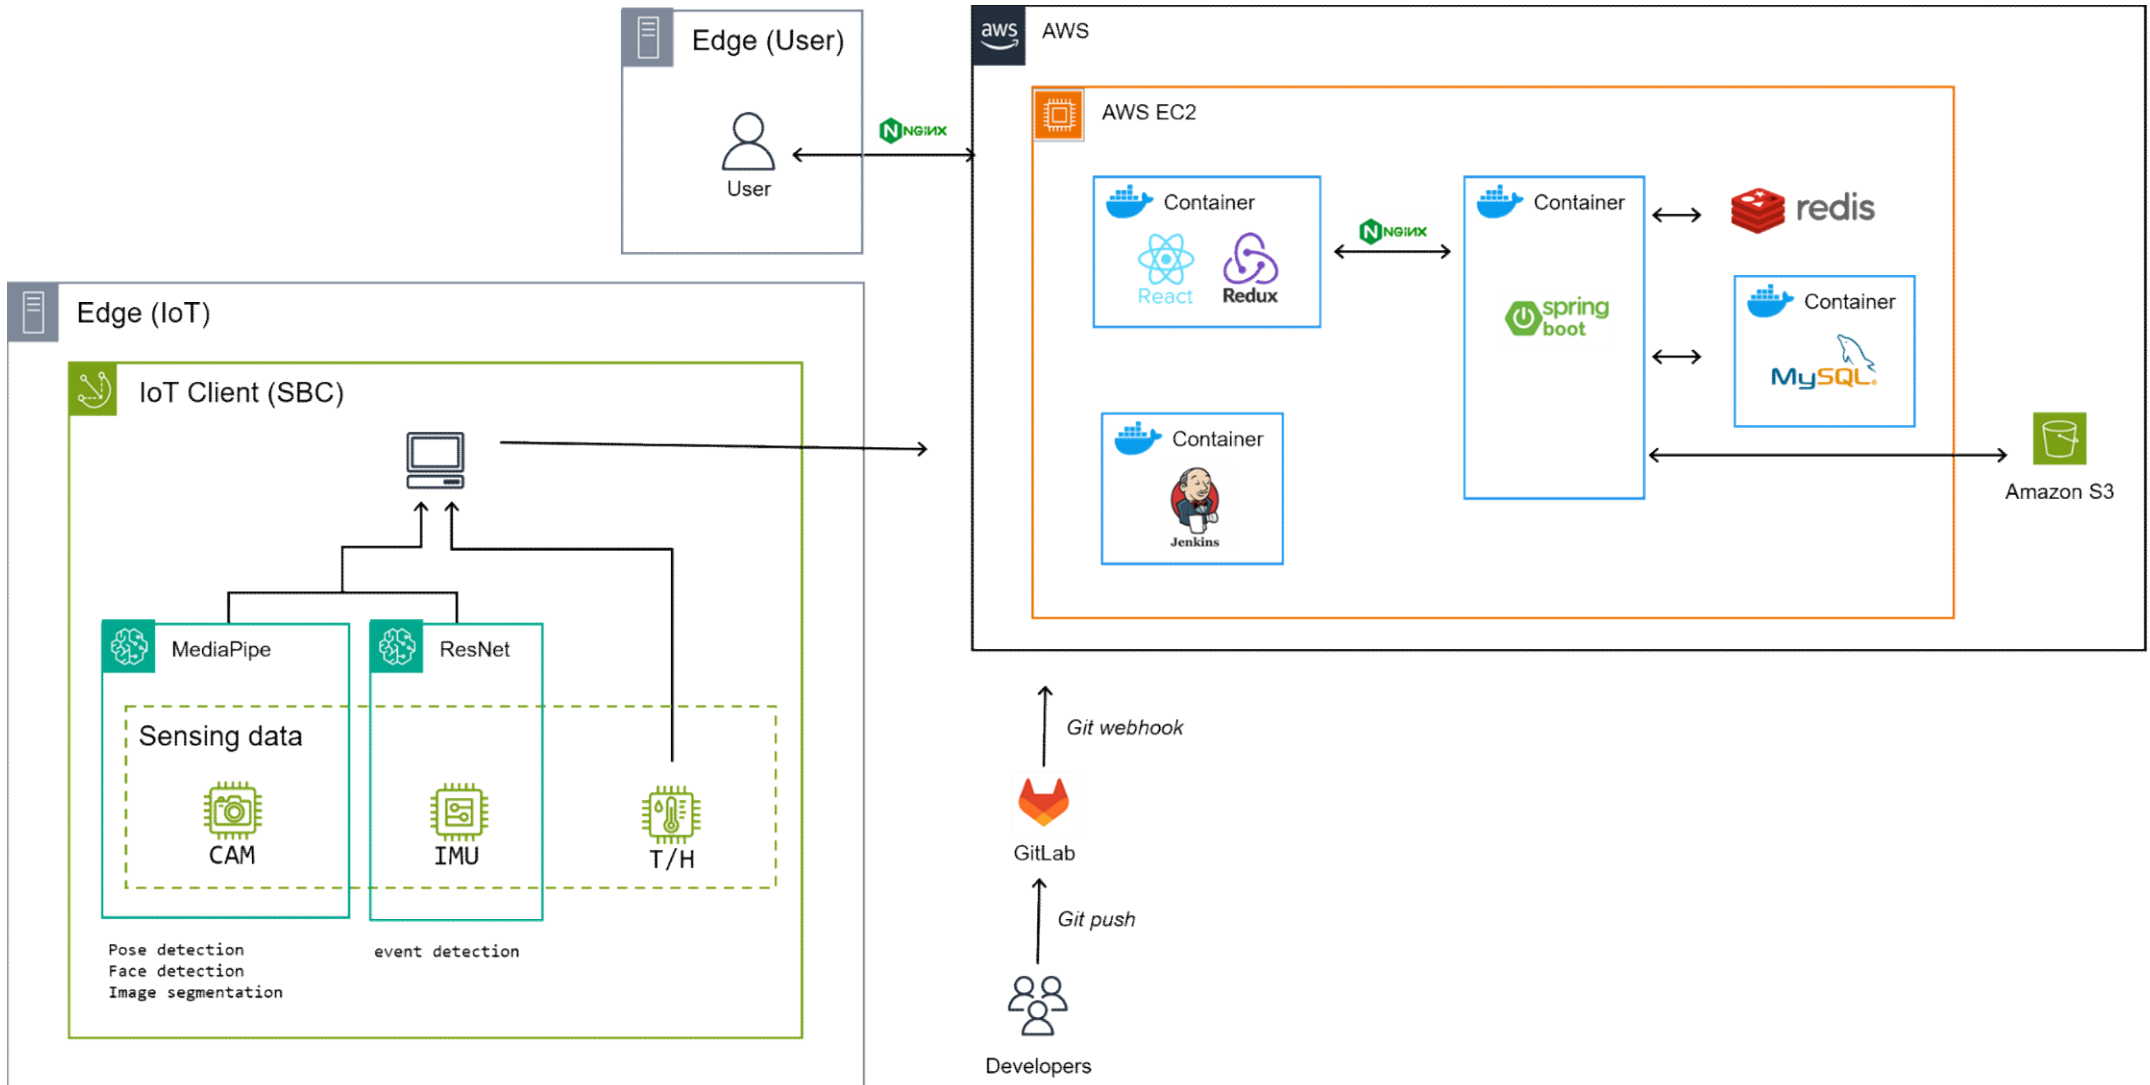 Edge (User)
User
NGINX
aws
AWS
AWS EC2
Container
React
Redux
NGINX
Container
spring
boot
redis
Container
MySQL
Container
Jenkins
Amazon S3
Edge (IoT)
IoT Client (SBC)
MediaPipe
ResNet
Sensing data
CAM
IMU
T/H
Pose detection
Face detection
Image segmentation
event detection
Git webhook
GitLab
Git push
Developers